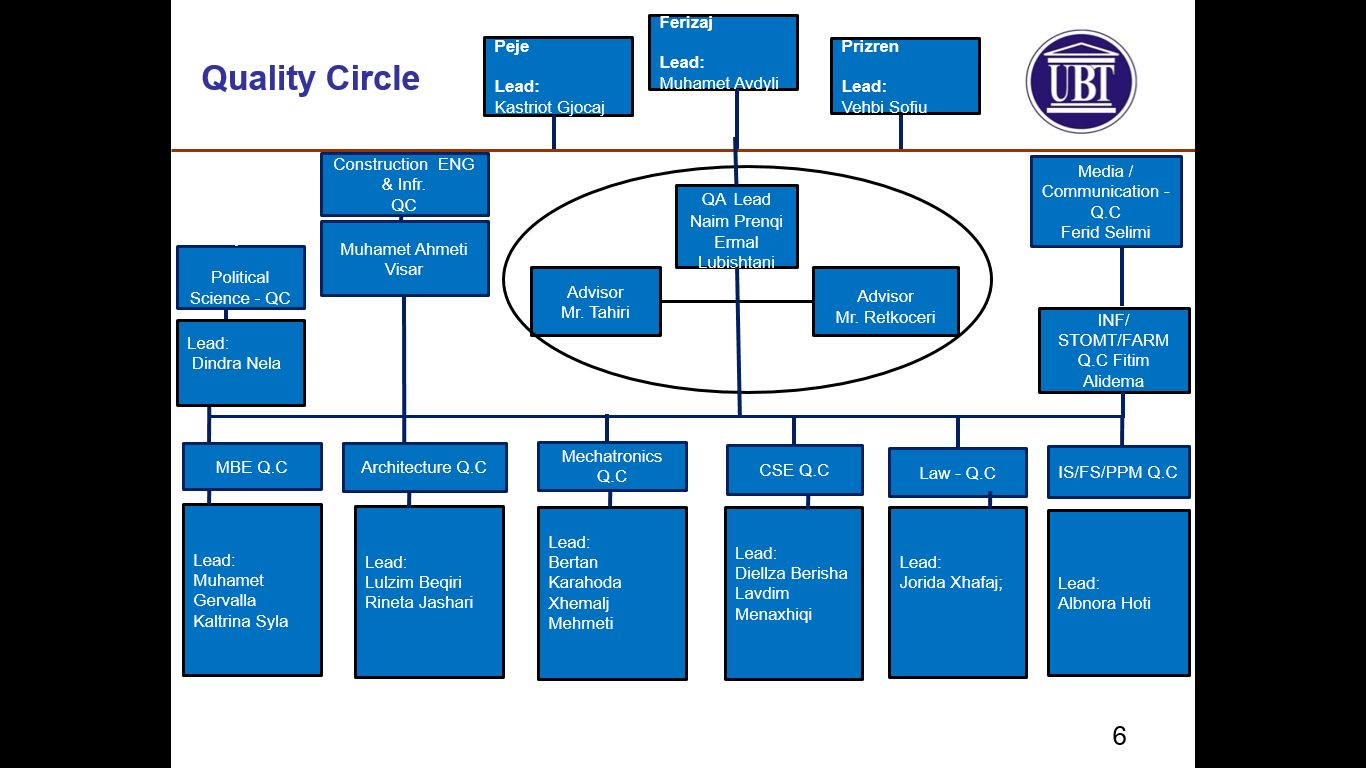 Quality Circle
Peje
Lead:
Kastriot Gjocaj
Ferizaj
Lead:
Muhamet Avdyli
Prizren
Lead:
Vehbi Sofiu
UBT
Construction ENG
& Infr.
QC
Muhamet Ahmeti
Visar
Political
Science - QC
Lead:
Dindra Nela
QA Lead
Naim Prenqi
Ermal
Lubishtani
Advisor
Mr. Tahiri
Advisor
Mr. Retkoceri
Media /
Communication -
Q.C
Ferid Selimi
INF/
STOMT/FARM
Q.C Fitim
Alidema
MBE Q.C
Architecture Q.C
Mechatronics
Q.C
CSE Q.C
Law - Q.C
IS/FS/PPM Q.C
Lead:
Muhamet
Gervalla
Kaltrina Syla
Lead:
Lulzim Beqiri
Rineta Jashari
Lead:
Bertan
Karahoda
Xhemalj
Mehmeti
Lead:
Diellza Berisha
Lavdim
Menaxhiqi
Lead:
Jorida Xhafaj;
Lead:
Albnora Hoti
6